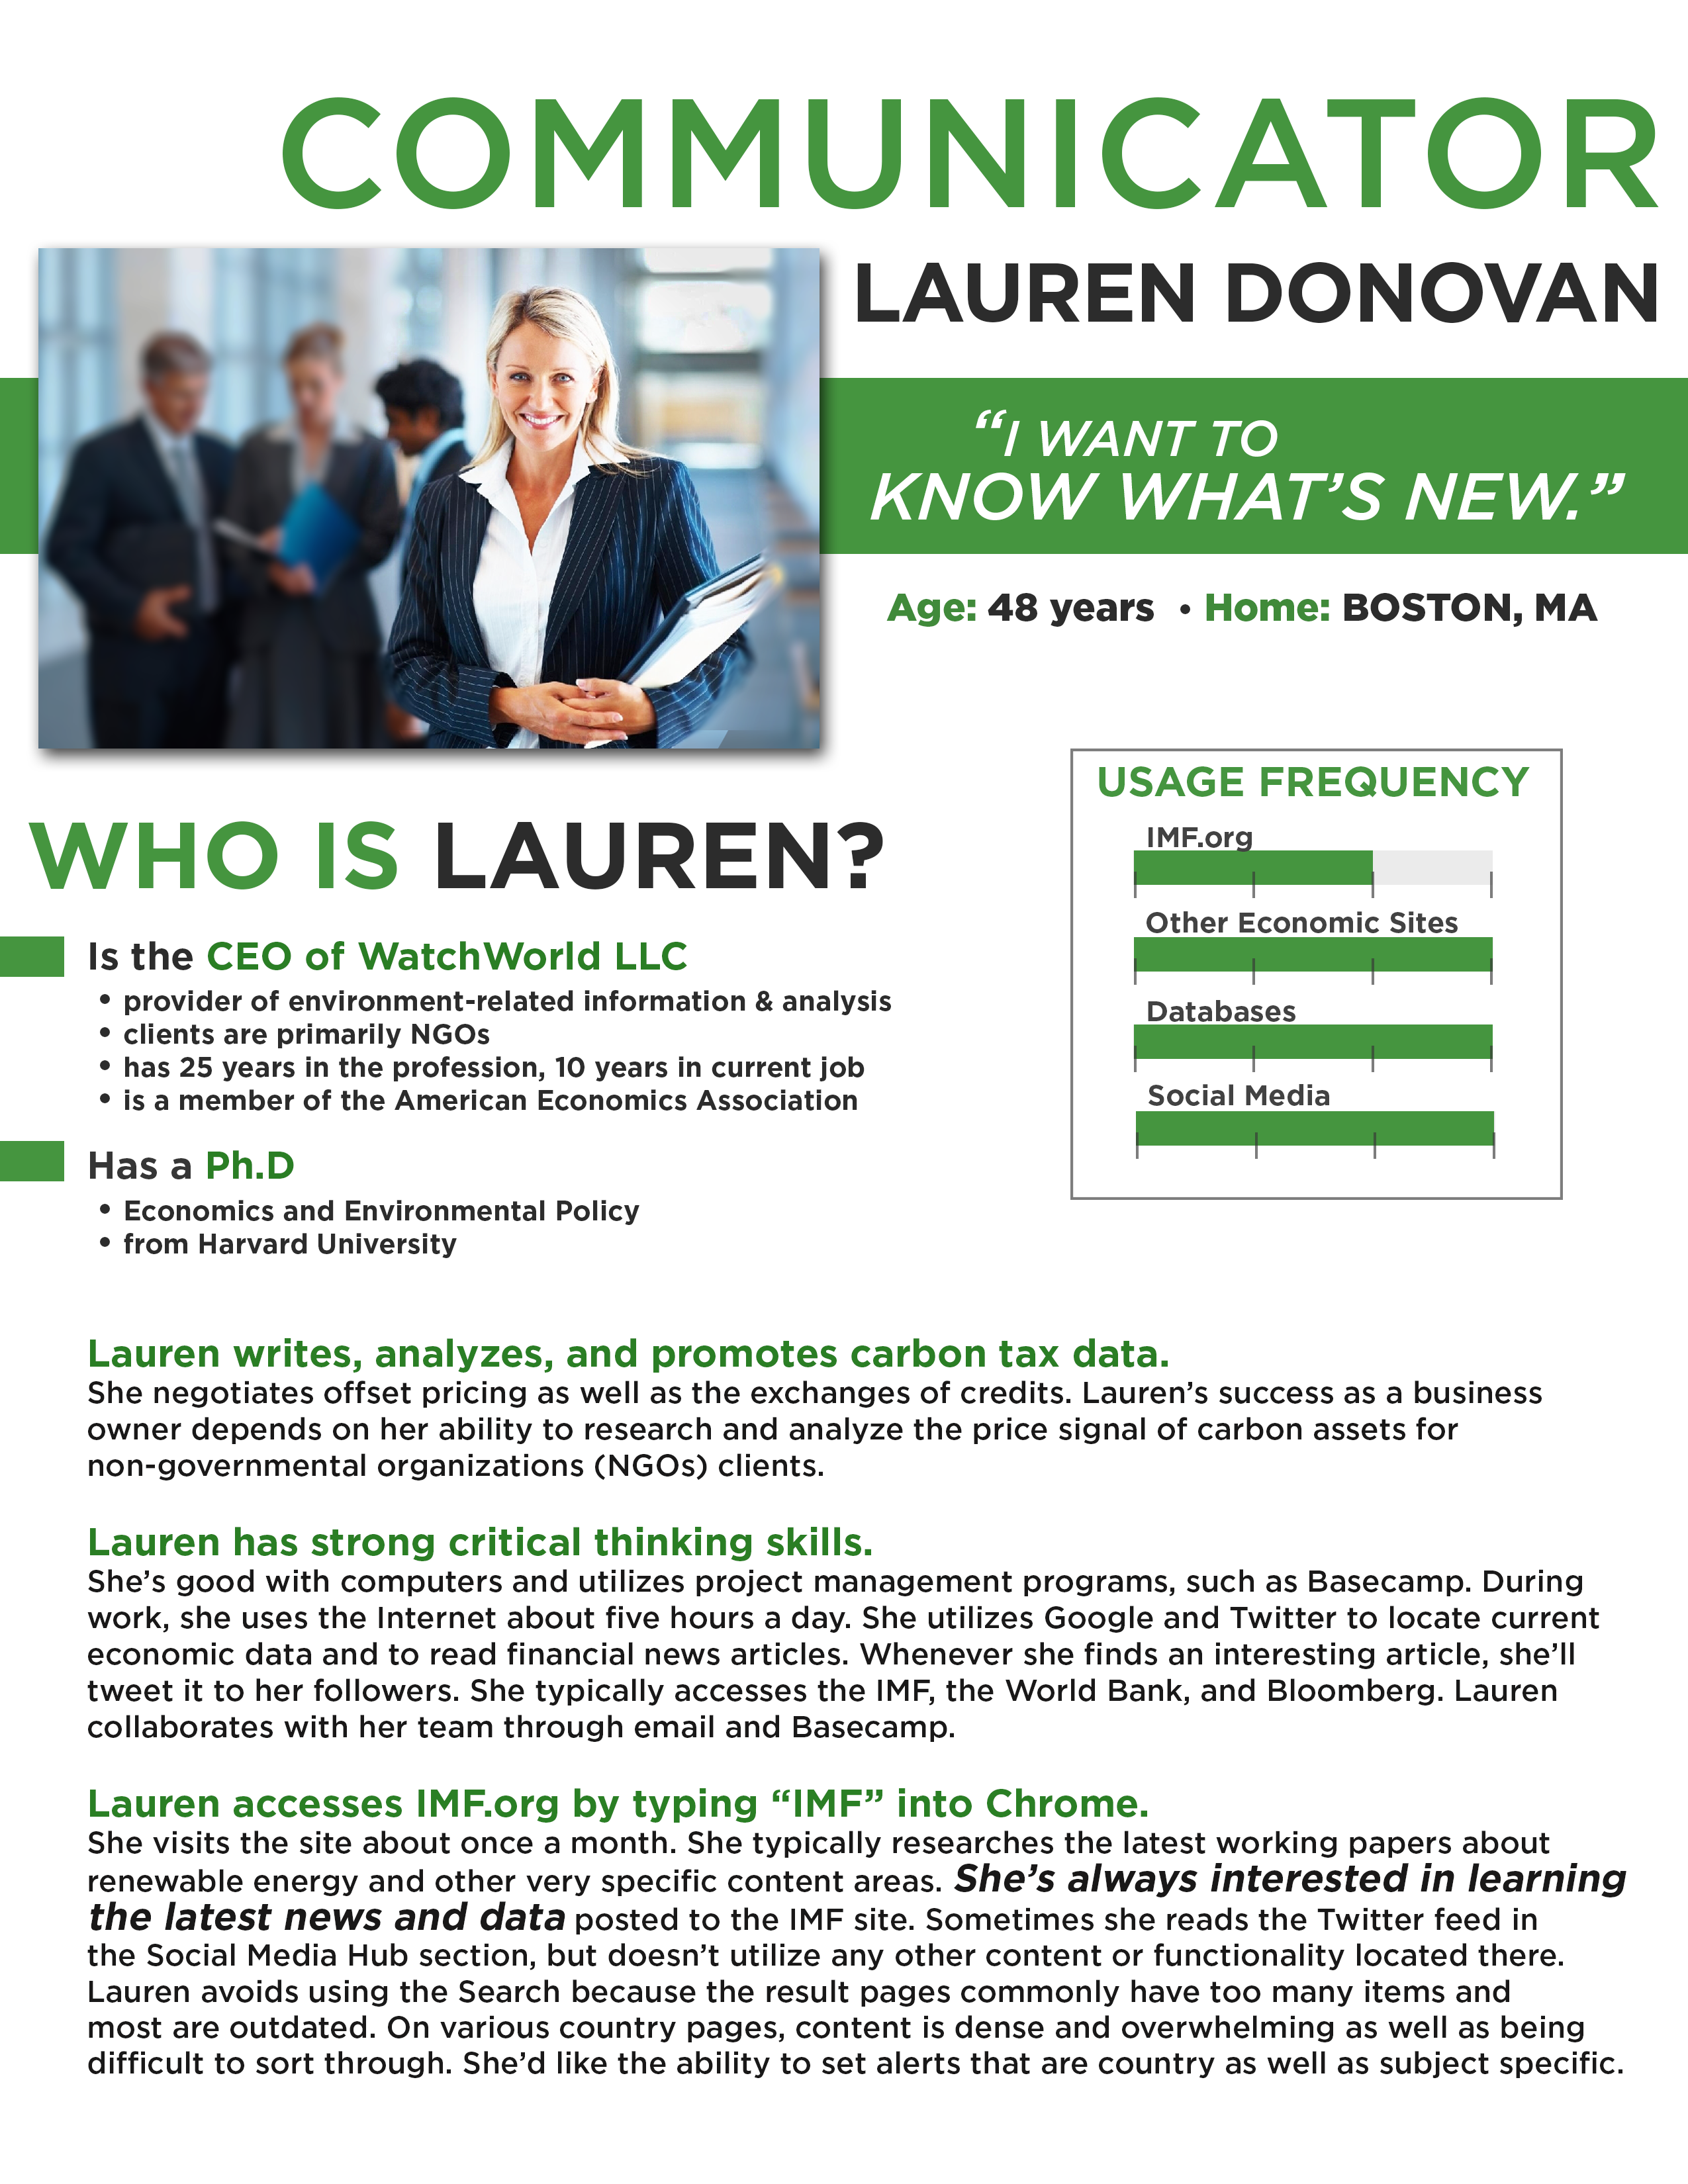 COMMUNICATOR
LAUREN DONOVAN
“I WANT TO
KNOW WHAT’S NEW.”
Age: 48 years • Home: BOSTON, MA
WHO IS LAUREN?
Is the CEO of WatchWorld LLC
• provider of environment-related information & analysis
• clients are primarily NGOs
• has 25 years in the profession, 10 years in current job
• is a member of the American Economics Association
Has a Ph.D
• Economics and Environmental Policy
• from Harvard University
USAGE FREQUENCY
IMF.org
Other Economic Sites
Databases
Social Media
Lauren writes, analyzes, and promotes carbon tax data.
She negotiates offset pricing as well as the exchanges of credits. Lauren’s success as a business
owner depends on her ability to research and analyze the price signal of carbon assets for
non-governmental organizations (NGOs) clients.
Lauren has strong critical thinking skills.
She’s good with computers and utilizes project management programs, such as Basecamp. During
work, she uses the Internet about five hours a day. She utilizes Google and Twitter to locate current
economic data and to read financial news articles. Whenever she finds an interesting article, she’ll
tweet it to her followers. She typically accesses the IMF, the World Bank, and Bloomberg. Lauren
collaborates with her team through email and Basecamp.
Lauren accesses IMF.org by typing “IMF” into Chrome.
She visits the site about once a month. She typically researches the latest working papers about
renewable energy and other very specific content areas. She’s always interested in learning
the latest news and data posted to the IMF site. Sometimes she reads the Twitter feed in
the Social Media Hub section, but doesn’t utilize any other content or functionality located there.
Lauren avoids using the Search because the result pages commonly have too many items and
most are outdated. On various country pages, content is dense and overwhelming as well as being
difficult to sort through. She’d like the ability to set alerts that are country as well as subject specific.